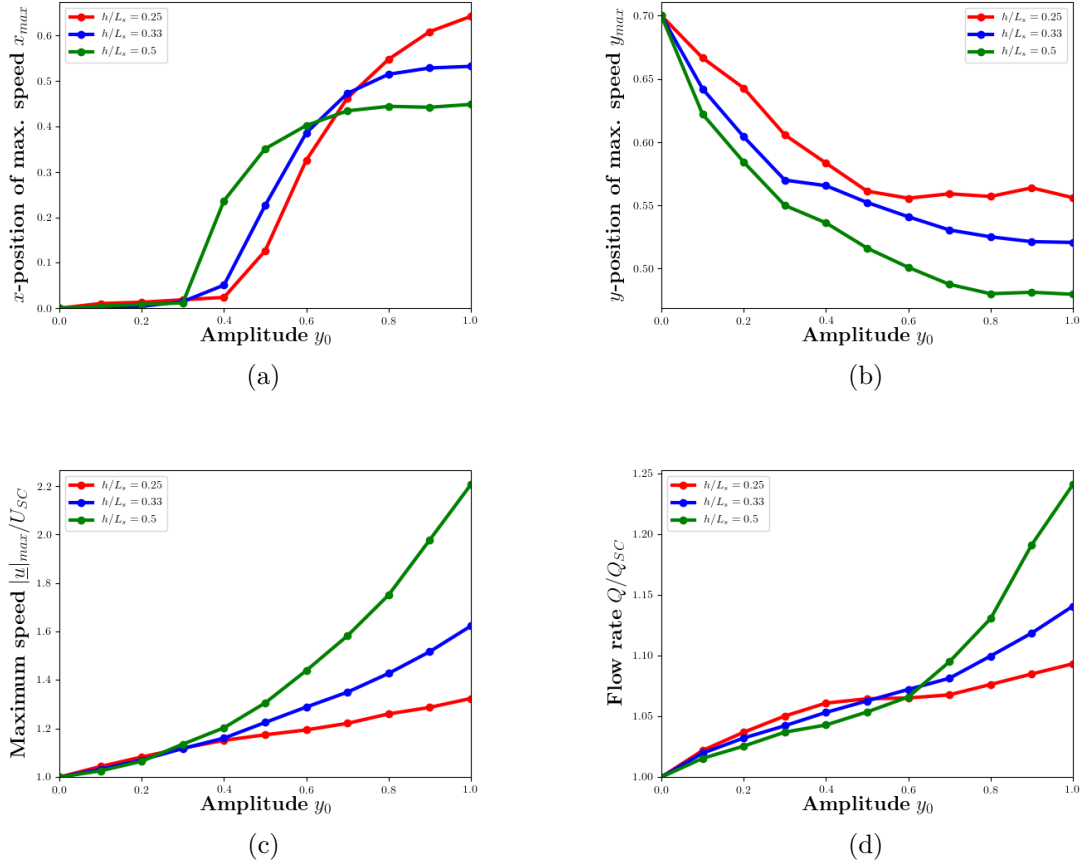 x-position of max. speed x_max
0.6
0.5
0.4
0.3
0.2
0.1
0.0
h/L_s = 0.25
h/L_s = 0.33
h/L_s = 0.5
0.0 0.2 0.4 0.6 0.8 1.0
Amplitude y_0
(a)
y-position of max. speed y_max
0.70
0.65
0.60
0.55
0.50
h/L_s = 0.25
h/L_s = 0.33
h/L_s = 0.5
0.0 0.2 0.4 0.6 0.8 1.0
Amplitude y_0
(b)
Maximum speed |u|_max/U_SC
2.2
2.0
1.8
1.6
1.4
1.2
1.0
h/L_s = 0.25
h/L_s = 0.33
h/L_s = 0.5
0.0 0.2 0.4 0.6 0.8 1.0
Amplitude y_0
(c)
Flow rate Q/Q_SC
1.25
1.20
1.15
1.10
1.05
1.00
h/L_s = 0.25
h/L_s = 0.33
h/L_s = 0.5
0.0 0.2 0.4 0.6 0.8 1.0
Amplitude y_0
(d)